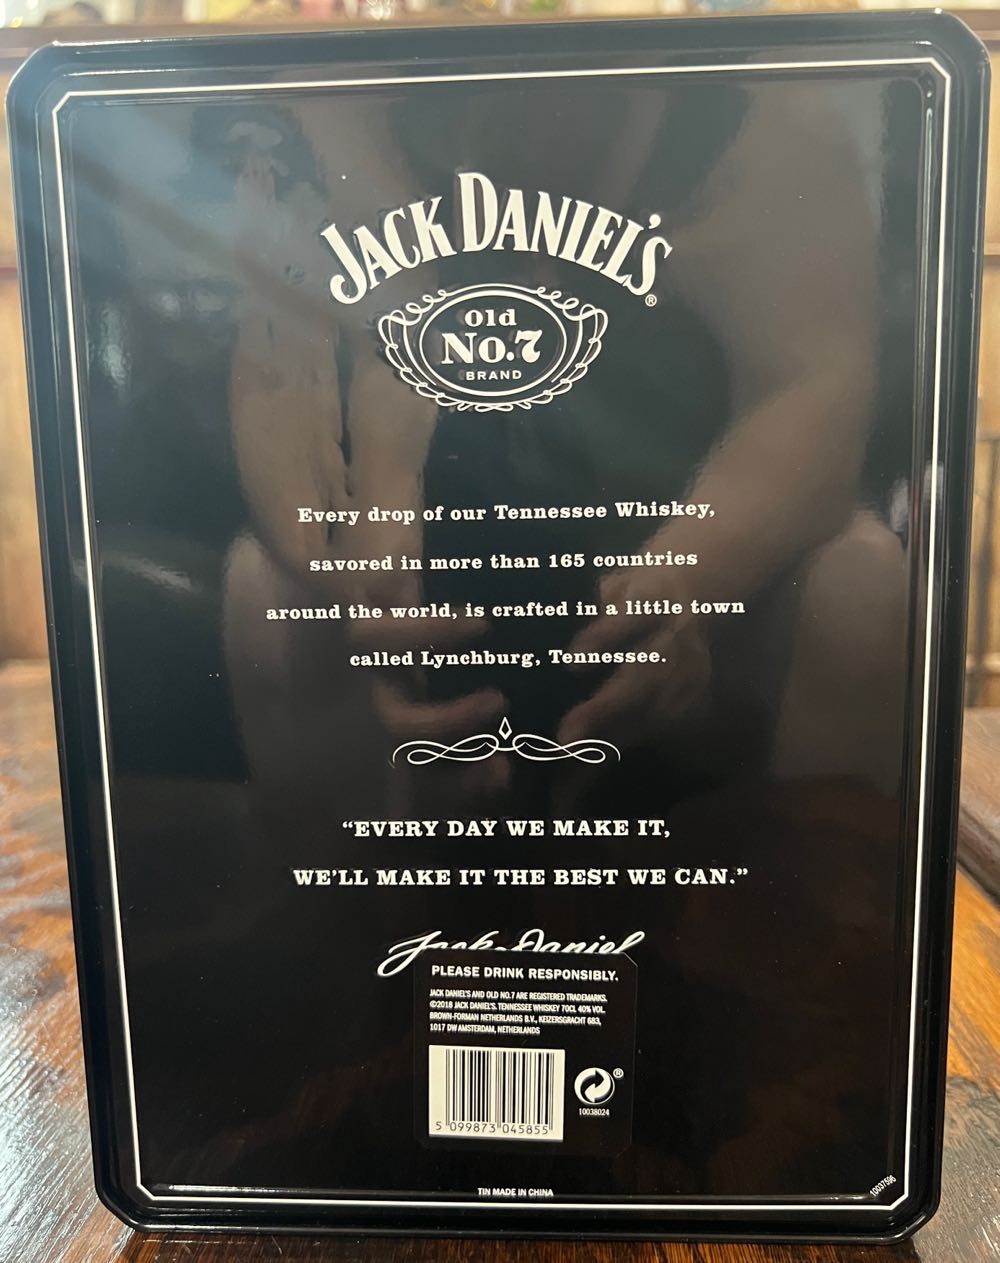 JACK DANIEL'S®
Old
No.7
BRAND
Every drop of our Tennessee Whiskey,
savored in more than 165 countries
around the world, is crafted in a little town
called Lynchburg, Tennessee.
“EVERY DAY WE MAKE IT,
WE'LL MAKE IT THE BEST WE CAN.”
Jack Daniel
PLEASE DRINK RESPONSIBLY.
JACK DANIEL'S AND OLD NO.7 ARE REGISTERED TRADEMARKS.
©2018 JACK DANIEL'S. TENNESSEE WHISKEY 70CL 40% VOL.
BROWN-FORMAN NETHERLANDS B.V., KEIZERSGRACHT 683,
1017 DW AMSTERDAM, NETHERLANDS
®
10038024
5 099873 045855
TIN MADE IN CHINA
10037596